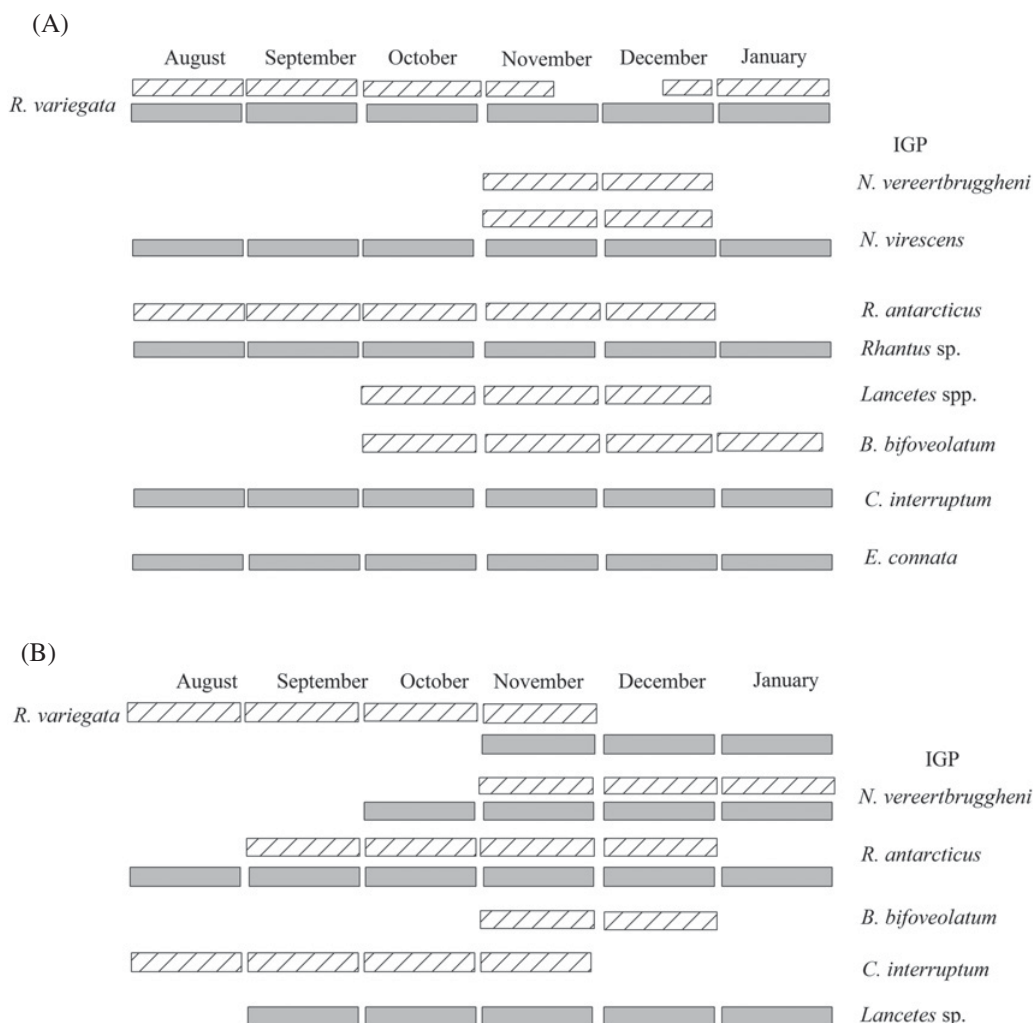 (A)
August September October November December January
R. variegata
IGP
N. vereertbruggheni
N. virescens
R. antarcticus
Rhantus sp.
Lancetes spp.
B. bifoveolatum
C. interruptum
E. connata
(B)
August September October November December January
R. variegata
IGP
N. vereertbruggheni
R. antarcticus
B. bifoveolatum
C. interruptum
Lancetes sp.